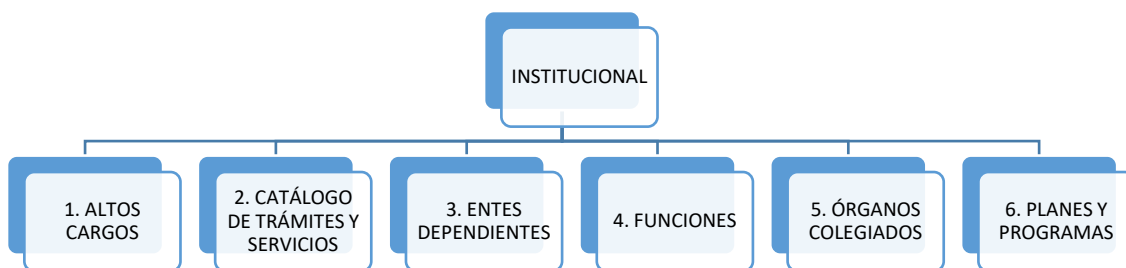 INSTITUCIONAL
1. ALTOS
CARGOS
2. CATÁLOGO
DE TRÁMITES Y
SERVICIOS
3. ENTES
DEPENDIENTES
4. FUNCIONES
5. ÓRGANOS
COLEGIADOS
6. PLANES Y
PROGRAMAS